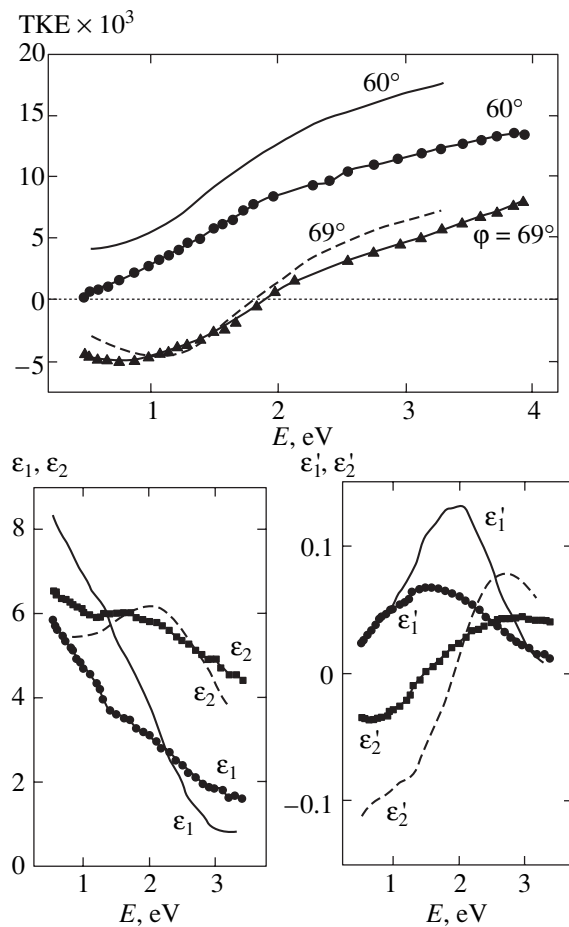 TKE × 10³
20
15
10
5
0
−5
60°
60°
69°
φ = 69°
1 2 3 4
E, eV
ε₁, ε₂
8
6
4
2
0
ε₂
ε₂
ε₁
ε₁
1 2 3
E, eV
ε₁′, ε₂′
0.1
0
−0.1
ε₁′
ε₁′
ε₂′
ε₂′
1 2 3
E, eV